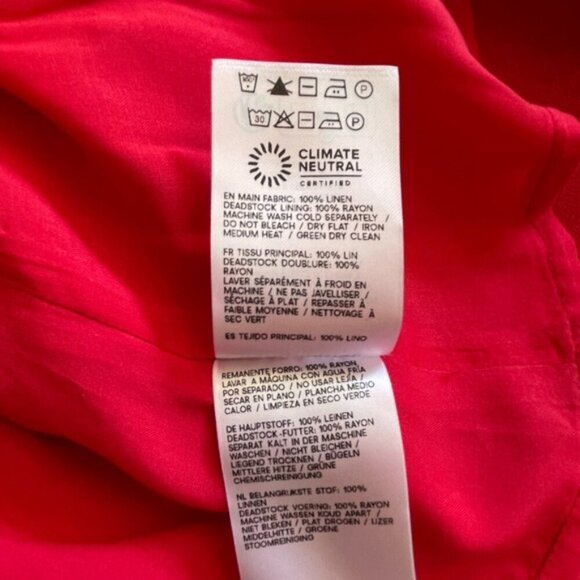 P
30 P
CLIMATE
NEUTRAL
CERTIFIED
EN MAIN FABRIC: 100% LINEN
DEADSTOCK LINING: 100% RAYON
MACHINE WASH COLD SEPARATELY /
DO NOT BLEACH / DRY FLAT / IRON
MEDIUM HEAT / GREEN DRY CLEAN
FR TISSU PRINCIPAL: 100% LIN
DEADSTOCK DOUBLURE: 100%
RAYON
LAVER SÉPARÉMENT À FROID EN
MACHINE / NE PAS JAVELLISER /
SÉCHAGE À PLAT / REPASSER À
FAIBLE MOYENNE / NETTOYAGE À
SEC VERT
ES TEJIDO PRINCIPAL: 100% LINO
REMANENTE FORRO: 100% RAYON
LAVAR A MÁQUINA CON AGUA FRÍA
POR SEPARADO / NO USAR LEJÍA /
SECAR EN PLANO / PLANCHA MEDIO
CALOR / LIMPIEZA EN SECO VERDE
DE HAUPTSTOFF: 100% LEINEN
DEADSTOCK-FUTTER: 100% RAYON
SEPARAT KALT IN DER MASCHINE
WASCHEN / NICHT BLEICHEN /
LIEGEND TROCKNEN / BÜGELN
MITTLERE HITZE / GRÜNE
CHEMISCHREINIGUNG
NL BELANGRIJKSTE STOF: 100%
LINNEN
DEADSTOCK VOERING: 100% RAYON
MACHINE WASSEN KOUD APART /
NIET BLEKEN / PLAT DROGEN / IJZER
MIDDELHITTE / GROENE
STOOMREINIGING